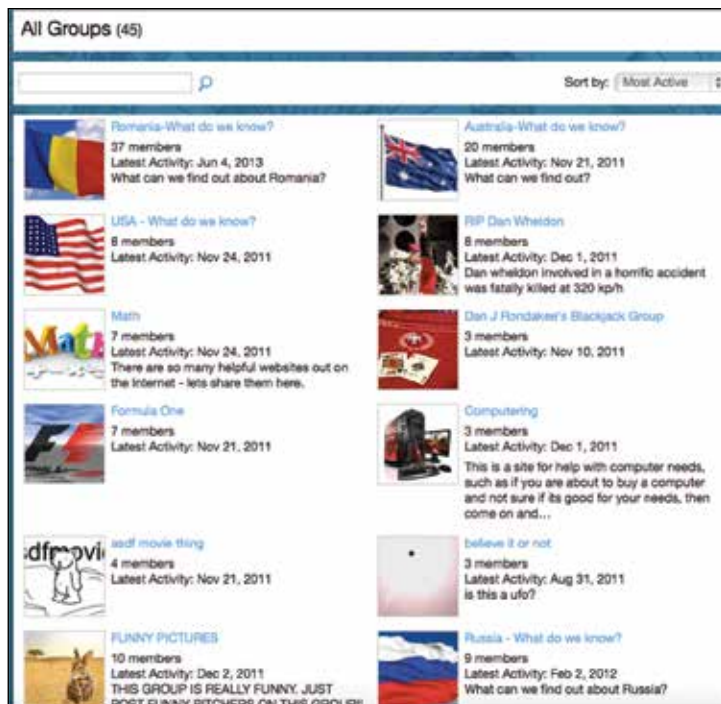 All Groups (45)
Sort by: Most Active
Romania-What do we know?
37 members
Latest Activity: Jun 4, 2013
What can we find out about Romania?
Australia-What do we know?
20 members
Latest Activity: Nov 21, 2011
What can we find out?
USA - What do we know?
8 members
Latest Activity: Nov 24, 2011
RIP Dan Wheldon
8 members
Latest Activity: Dec 1, 2011
Dan wheldon involved in a horrific accident
was fatally killed at 320 kp/h
Math
Math
7 members
Latest Activity: Nov 24, 2011
There are so many helpful websites out on
the Internet - lets share them here.
Dan J Rondaker's Blackjack Group
3 members
Latest Activity: Nov 10, 2011
Formula One
7 members
Latest Activity: Nov 21, 2011
Computering
3 members
Latest Activity: Dec 1, 2011
This is a site for help with computer needs,
such as if you are about to buy a computer
and not sure if its good for your needs, then
come on and...
sdfmovi
asdf movie thing
4 members
Latest Activity: Nov 21, 2011
believe it or not
3 members
Latest Activity: Aug 31, 2011
is this a ufo?
FUNNY PICTURES
10 members
Latest Activity: Dec 2, 2011
THIS GROUP IS REALLY FUNNY. JUST
POST FUNNY PITCHERS ON THIS GROUP!!
Russia - What do we know?
9 members
Latest Activity: Feb 2, 2012
What can we find out about Russia?